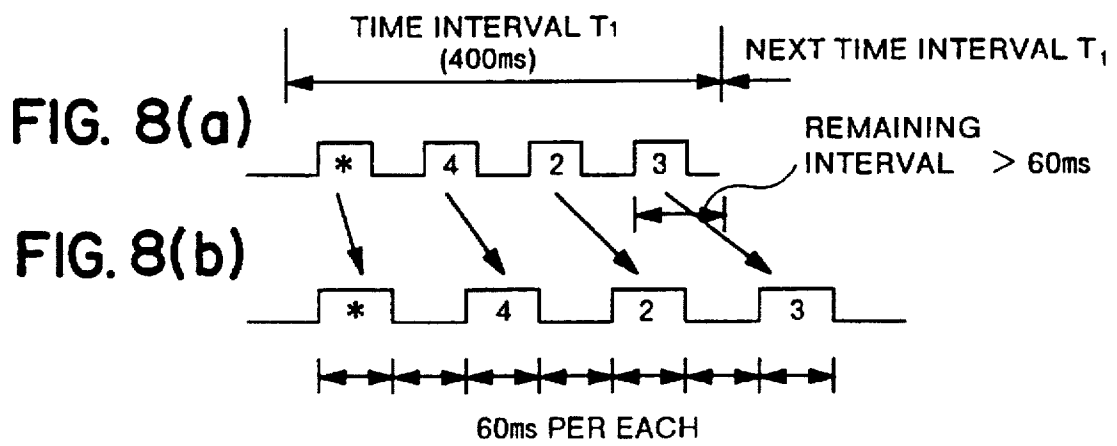 TIME INTERVAL T1
(400ms)
NEXT TIME INTERVAL T1
FIG. 8(a)
* 4 2 3
REMAINING
INTERVAL > 60ms
FIG. 8(b)
* 4 2 3
60ms PER EACH